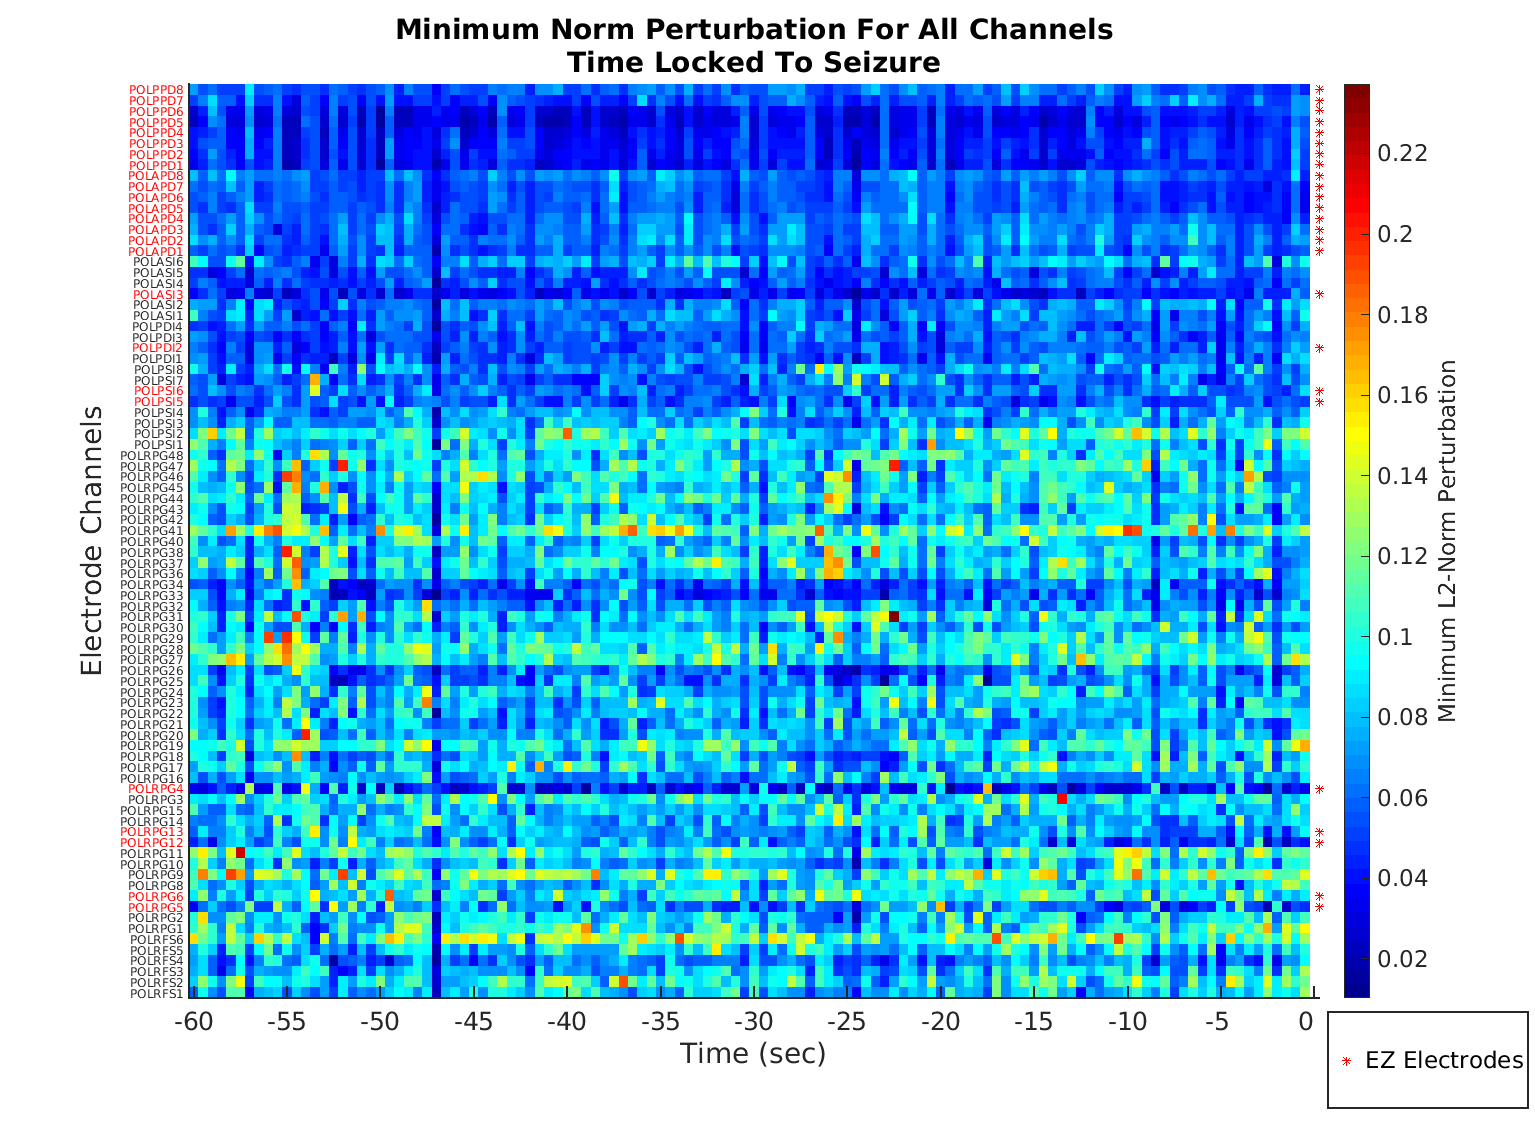 Minimum Norm Perturbation For All Channels
Time Locked To Seizure
Electrode Channels
POLPPD8
POLPPD7
POLPPD6
POLPPD5
POLPPD4
POLPPD3
POLPPD2
POLPPD1
POLAPD8
POLAPD7
POLAPD6
POLAPD5
POLAPD4
POLAPD3
POLAPD2
POLAPD1
POLASI6
POLASI5
POLASI4
POLASI3
POLASI2
POLASI1
POLPDI4
POLPDI3
POLPDI2
POLPDI1
POLPSI8
POLPSI7
POLPSI6
POLPSI5
POLPSI4
POLPSI3
POLPSI2
POLPSI1
POLRPG48
POLRPG47
POLRPG46
POLRPG45
POLRPG44
POLRPG43
POLRPG42
POLRPG41
POLRPG40
POLRPG38
POLRPG37
POLRPG36
POLRPG34
POLRPG33
POLRPG32
POLRPG31
POLRPG30
POLRPG29
POLRPG28
POLRPG27
POLRPG26
POLRPG25
POLRPG24
POLRPG23
POLRPG22
POLRPG21
POLRPG20
POLRPG19
POLRPG18
POLRPG17
POLRPG16
POLRPG4
POLRPG3
POLRPG15
POLRPG14
POLRPG13
POLRPG12
POLRPG11
POLRPG10
POLRPG9
POLRPG8
POLRPG6
POLRPG5
POLRPG2
POLRPG1
POLRFS6
POLRFS5
POLRFS4
POLRFS3
POLRFS2
POLRFS1
-60 -55 -50 -45 -40 -35 -30 -25 -20 -15 -10 -5 0
Time (sec)
0.22
0.2
0.18
0.16
0.14
0.12
0.1
0.08
0.06
0.04
0.02
Minimum L2-Norm Perturbation
EZ Electrodes